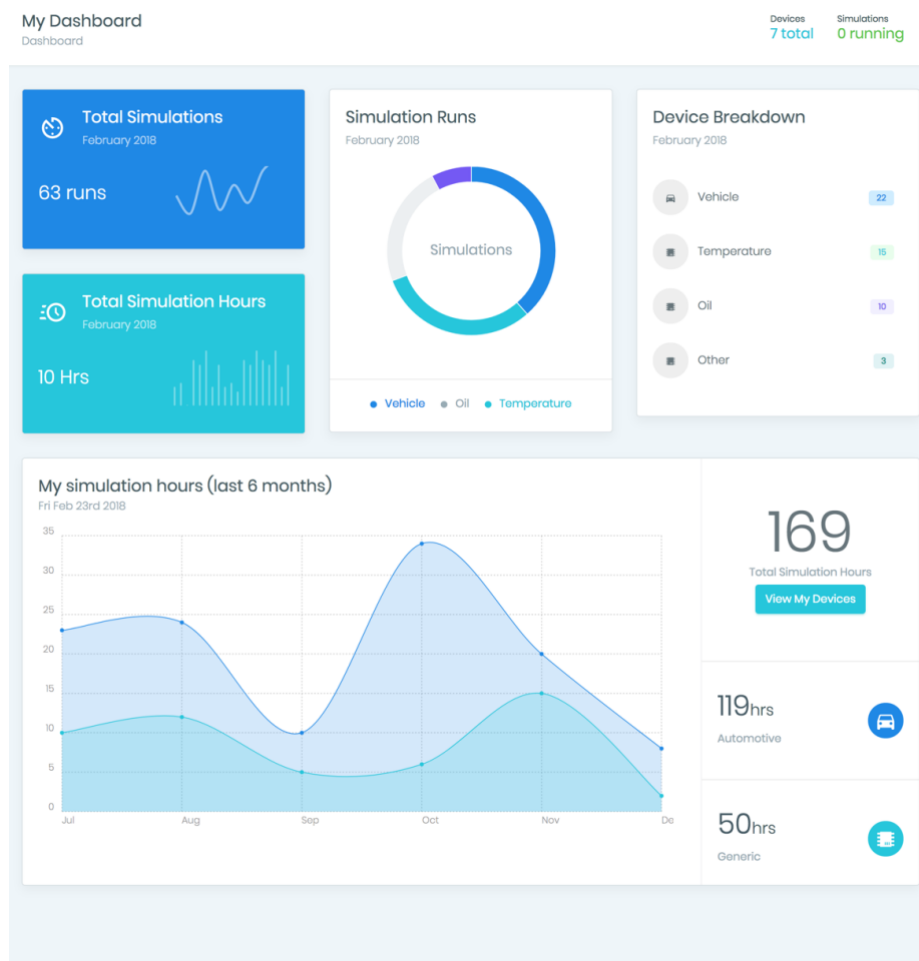 My Dashboard
Dashboard
Devices
7 total
Simulations
0 running
Total Simulations
February 2018
63 runs
Total Simulation Hours
February 2018
10 Hrs
Simulation Runs
February 2018
Simulations
Vehicle Oil Temperature
Device Breakdown
February 2018
Vehicle 22
Temperature 15
Oil 10
Other 3
My simulation hours (last 6 months)
Fri Feb 23rd 2018
35
30
25
20
15
10
5
0
Jul Aug Sep Oct Nov De
169
Total Simulation Hours
View My Devices
119hrs
Automotive
50hrs
Generic